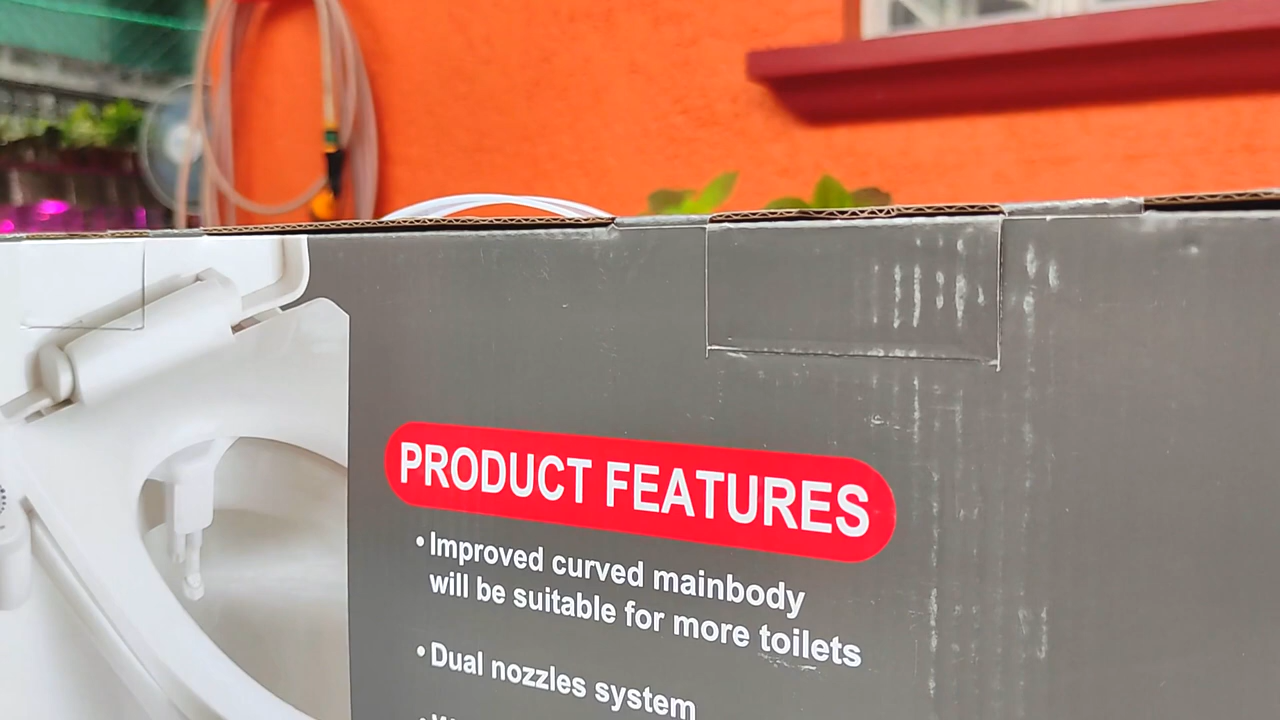 PRODUCT FEATURES
• Improved curved mainbody
will be suitable for more toilets
• Dual nozzles system